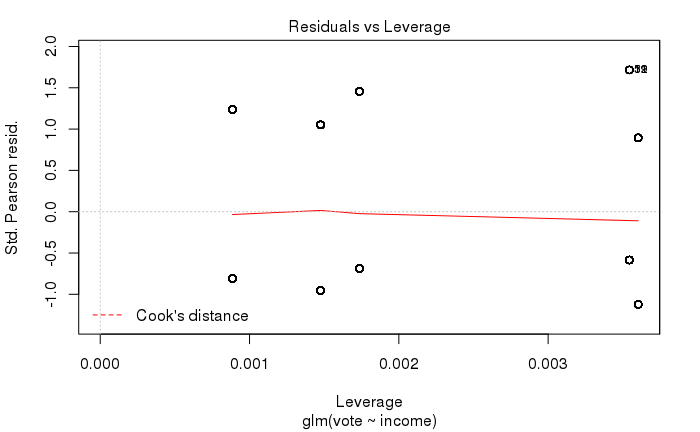 Residuals vs Leverage
Std. Pearson resid.
2.0
1.5
1.0
0.5
0.0
-0.5
-1.0
Cook's distance
0.000
0.001
0.002
0.003
Leverage
glm(vote ~ income)